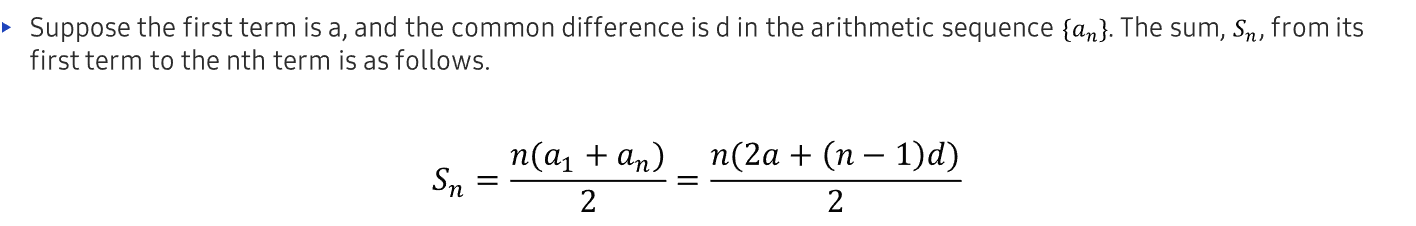 ▸ Suppose the first term is a, and the common difference is d in the arithmetic sequence {aₙ}. The sum, Sₙ, from its
first term to the nth term is as follows.
Sₙ = n(a₁ + aₙ)/2 = n(2a + (n − 1)d)/2